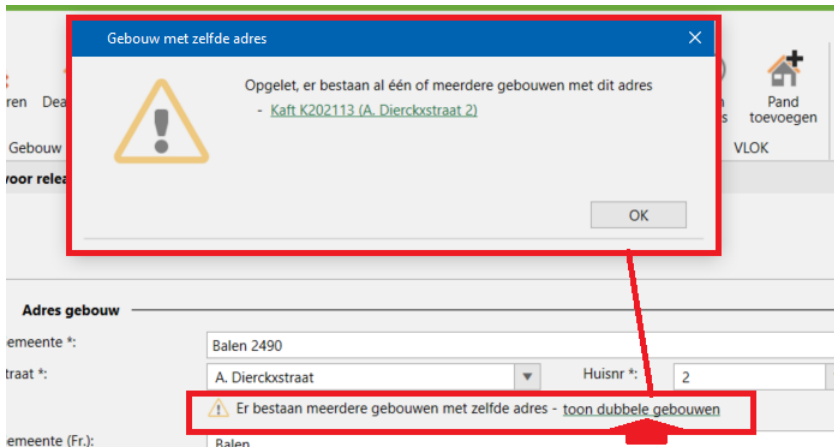 Gebouw met zelfde adres
Opgelet, er bestaan al één of meerdere gebouwen met dit adres
- Kaft K202113 (A. Dierckxstraat 2)
OK
ren Dea
Pand
toevoegen
Gebouw
VLOK
voor relea
Adres gebouw
emeente *:
Balen 2490
traat *:
A. Dierckxstraat
Huisnr *:
2
Er bestaan meerdere gebouwen met zelfde adres - toon dubbele gebouwen
emeente (Fr.):
Balen